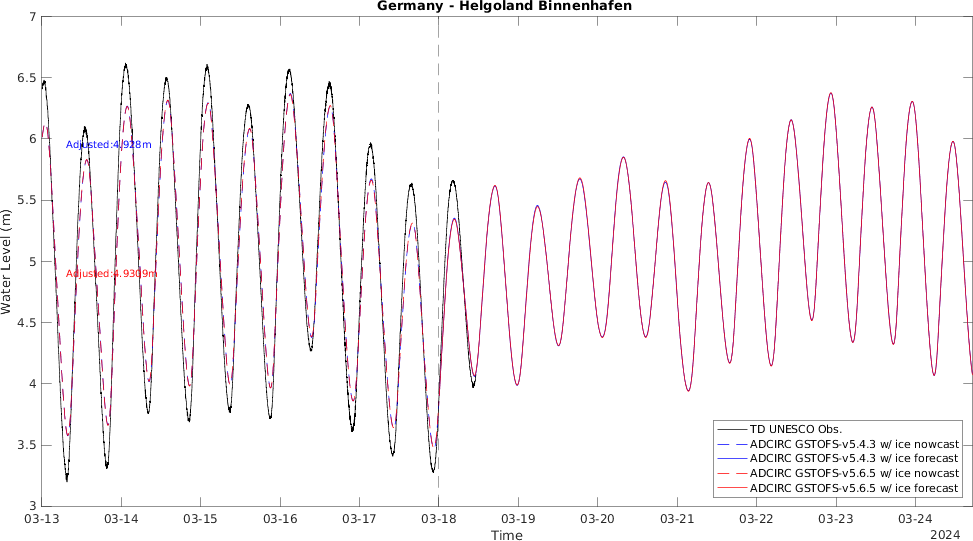 Germany - Helgoland Binnenhafen
7
6.5
6
5.5
5
4.5
4
3.5
3
Water Level (m)
Adjusted:4.928m
Adjusted:4.9309m
TD UNESCO Obs.
ADCIRC GSTOFS-v5.4.3 w/ ice nowcast
ADCIRC GSTOFS-v5.4.3 w/ ice forecast
ADCIRC GSTOFS-v5.6.5 w/ ice nowcast
ADCIRC GSTOFS-v5.6.5 w/ ice forecast
03-13 03-14 03-15 03-16 03-17 03-18 03-19 03-20 03-21 03-22 03-23 03-24
Time
2024